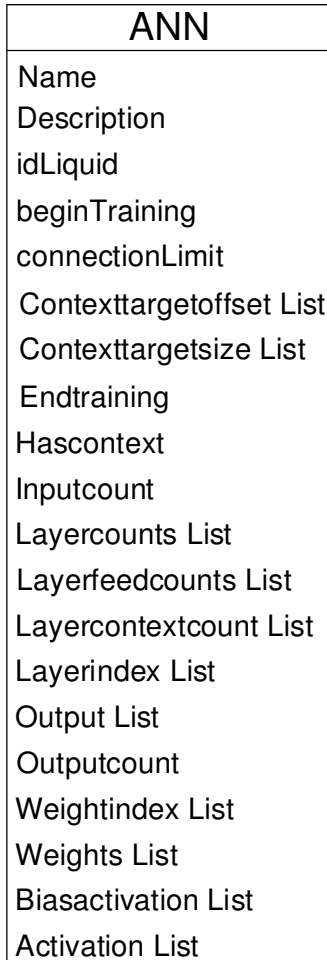 ANN
Name
Description
idLiquid
beginTraining
connectionLimit
Contexttargetoffset List
Contexttargetsize List
Endtraining
Hascontext
Inputcount
Layercounts List
Layerfeedcounts List
Layercontextcount List
Layerindex List
Output List
Outputcount
Weightindex List
Weights List
Biasactivation List
Activation List